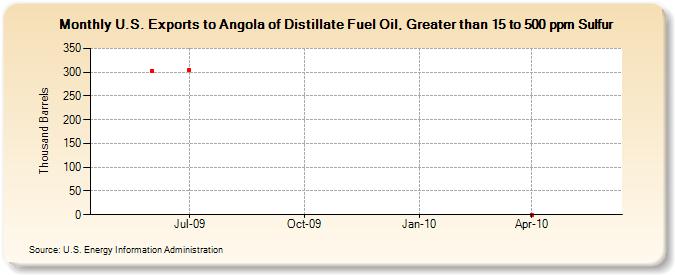 Monthly U.S. Exports to Angola of Distillate Fuel Oil, Greater than 15 to 500 ppm Sulfur
Thousand Barrels
350
300
250
200
150
100
50
0
Jul-09 Oct-09 Jan-10 Apr-10
Source: U.S. Energy Information Administration